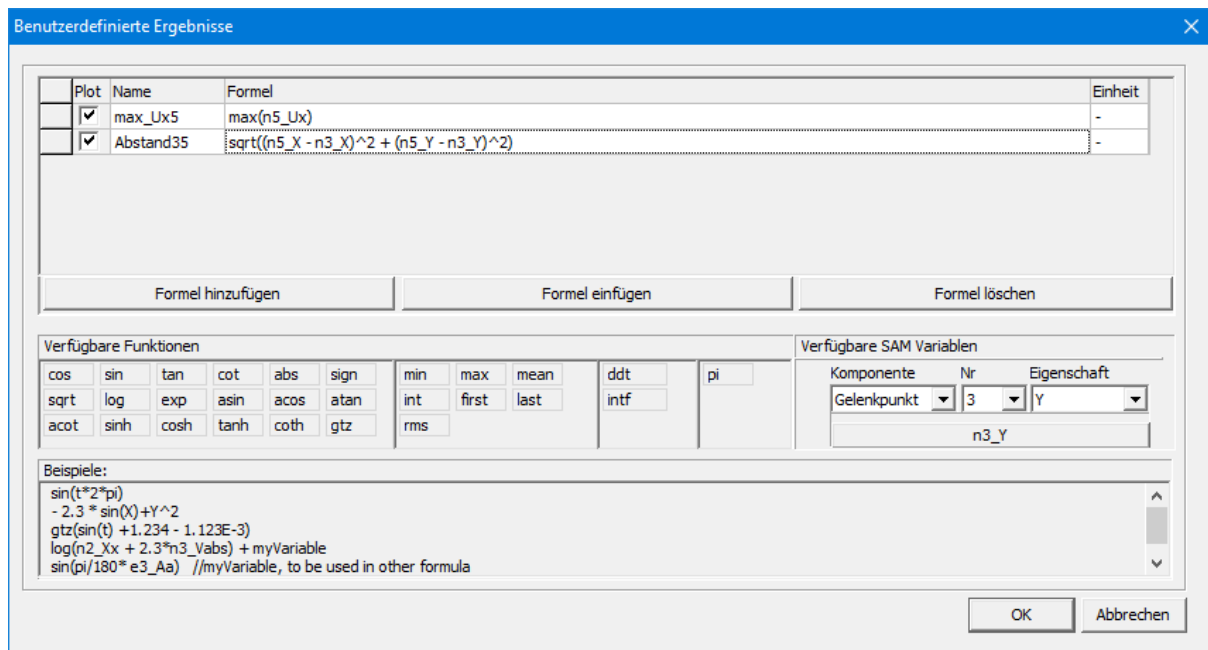 Benutzerdefinierte Ergebnisse
Plot Name Formel Einheit
max_Ux5 max(n5_Ux) -
Abstand35 sqrt((n5_X - n3_X)^2 + (n5_Y - n3_Y)^2) -
Formel hinzufügen Formel einfügen Formel löschen
Verfügbare Funktionen Verfügbare SAM Variablen
cos sin tan cot abs sign min max mean ddt pi Komponente Nr Eigenschaft
sqrt log exp asin acos atan int first last intf Gelenkpunkt 3 Y
acot sinh cosh tanh coth gtz rms n3_Y
Beispiele:
sin(t*2*pi)
- 2.3 * sin(X)+Y^2
gtz(sin(t) +1.234 - 1.123E-3)
log(n2_Xx + 2.3*n3_Vabs) + myVariable
sin(pi/180* e3_Aa) //myVariable, to be used in other formula
OK Abbrechen